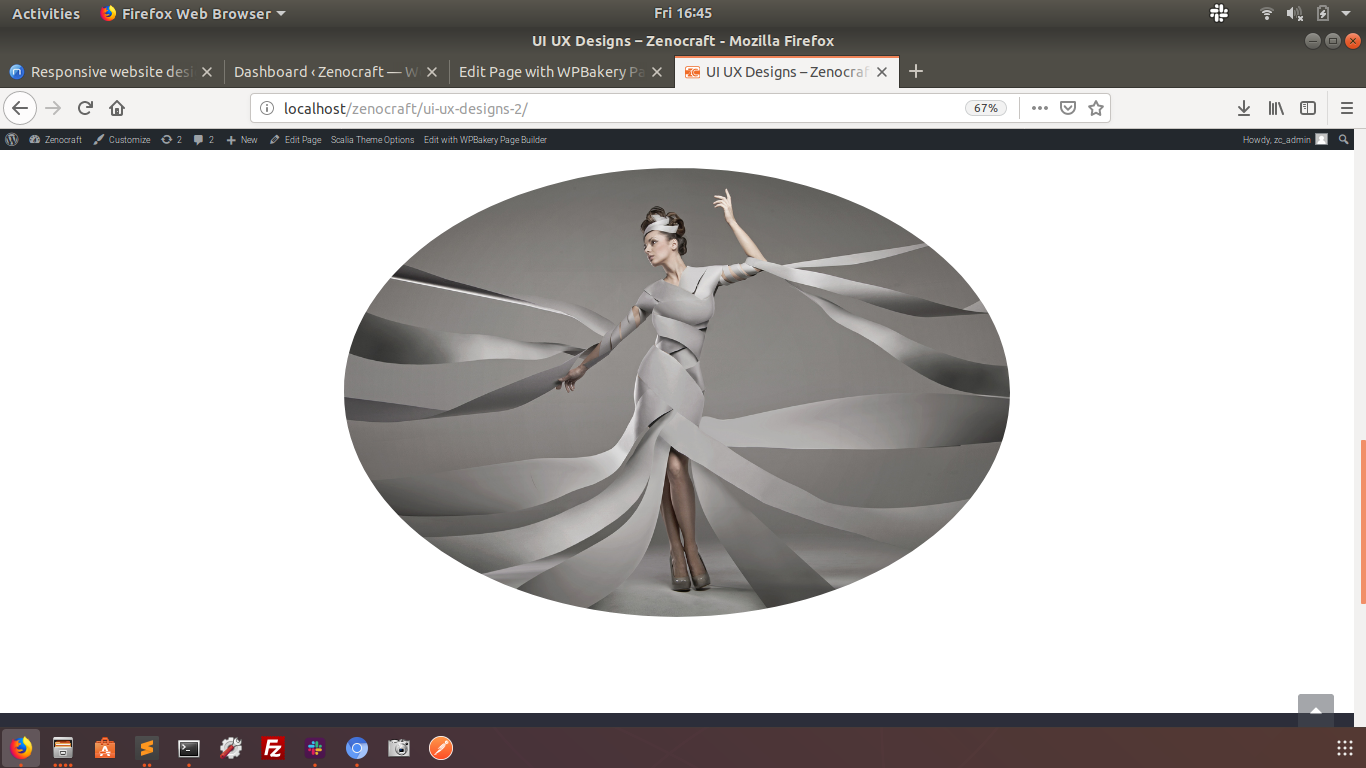 Activities Firefox Web Browser Fri 16:45
UI UX Designs – Zenocraft - Mozilla Firefox
Responsive website des Dashboard ‹ Zenocraft — W Edit Page with WPBakery Pa UI UX Designs – Zenocraf
localhost/zenocraft/ui-ux-designs-2/ 67%
Zenocraft Customize 2 2 New Edit Page Scalia Theme Options Edit with WPBakery Page Builder Howdy, zc_admin